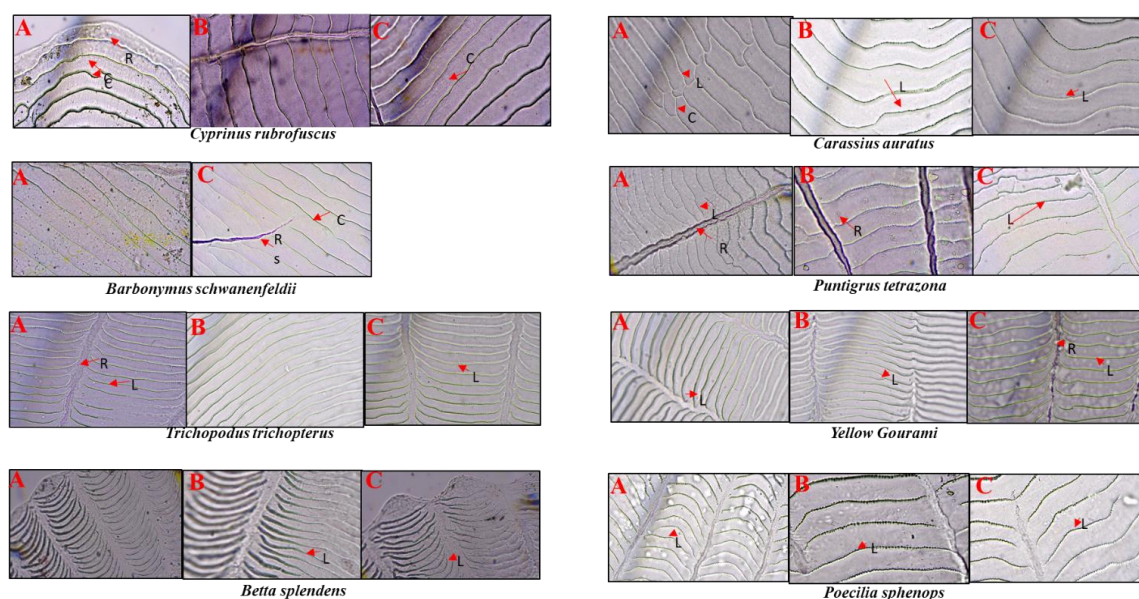 A B C
R
C
C
C
Cyprinus rubrofuscus
A B C
L
C
L
L
Carassius auratus
A C
C
R
s
Barbonymus schwanenfeldii
A B C
L
R
R
L
Puntigrus tetrazona
A B C
R
L
L
Trichopodus trichopterus
A B C
L
L
R
L
Yellow Gourami
A B C
L
L
Betta splendens
A B C
L
L
L
Poecilia sphenops